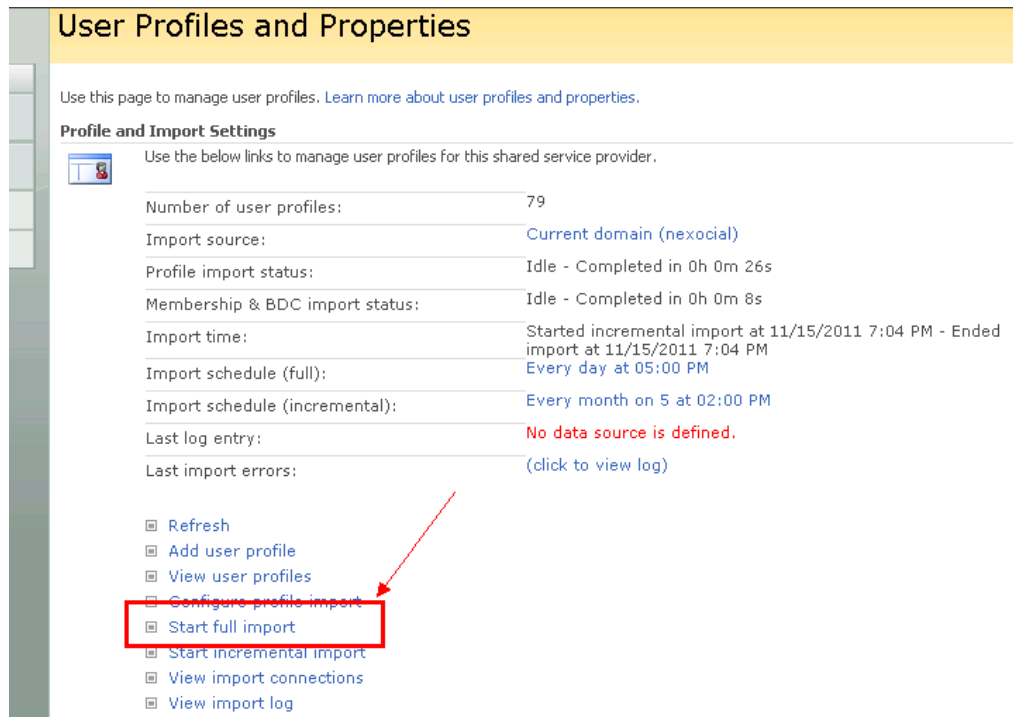 User Profiles and Properties
Use this page to manage user profiles. Learn more about user profiles and properties.
Profile and Import Settings
Use the below links to manage user profiles for this shared service provider.
Number of user profiles: 79
Import source: Current domain (nexocial)
Profile import status: Idle - Completed in 0h 0m 26s
Membership & BDC import status: Idle - Completed in 0h 0m 8s
Import time: Started incremental import at 11/15/2011 7:04 PM - Ended
import at 11/15/2011 7:04 PM
Import schedule (full): Every day at 05:00 PM
Import schedule (incremental): Every month on 5 at 02:00 PM
Last log entry: No data source is defined.
Last import errors: (click to view log)
Refresh
Add user profile
View user profiles
Configure profile import
Start full import
Start incremental import
View import connections
View import log